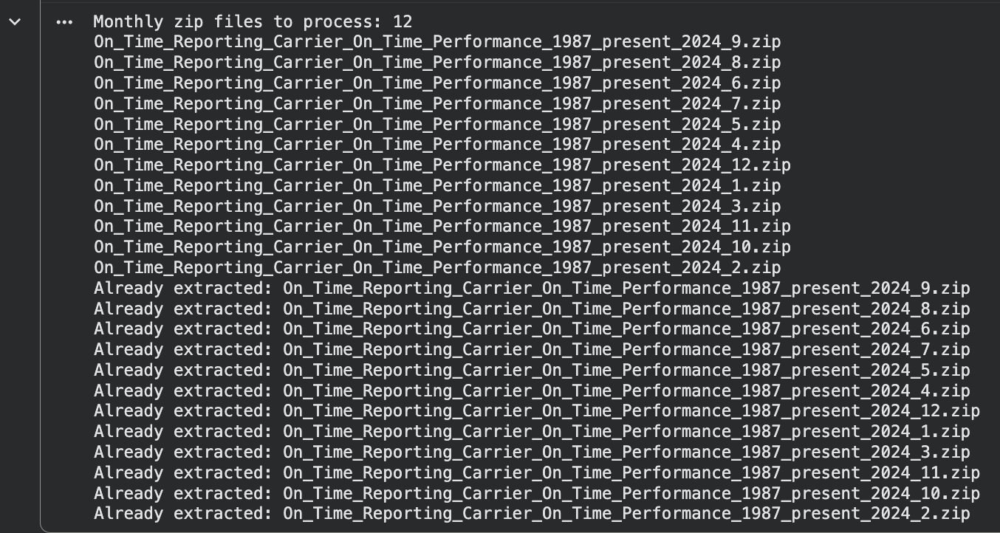 Monthly zip files to process: 12
On_Time_Reporting_Carrier_On_Time_Performance_1987_present_2024_9.zip
On_Time_Reporting_Carrier_On_Time_Performance_1987_present_2024_8.zip
On_Time_Reporting_Carrier_On_Time_Performance_1987_present_2024_6.zip
On_Time_Reporting_Carrier_On_Time_Performance_1987_present_2024_7.zip
On_Time_Reporting_Carrier_On_Time_Performance_1987_present_2024_5.zip
On_Time_Reporting_Carrier_On_Time_Performance_1987_present_2024_4.zip
On_Time_Reporting_Carrier_On_Time_Performance_1987_present_2024_12.zip
On_Time_Reporting_Carrier_On_Time_Performance_1987_present_2024_1.zip
On_Time_Reporting_Carrier_On_Time_Performance_1987_present_2024_3.zip
On_Time_Reporting_Carrier_On_Time_Performance_1987_present_2024_11.zip
On_Time_Reporting_Carrier_On_Time_Performance_1987_present_2024_10.zip
On_Time_Reporting_Carrier_On_Time_Performance_1987_present_2024_2.zip
Already extracted: On_Time_Reporting_Carrier_On_Time_Performance_1987_present_2024_9.zip
Already extracted: On_Time_Reporting_Carrier_On_Time_Performance_1987_present_2024_8.zip
Already extracted: On_Time_Reporting_Carrier_On_Time_Performance_1987_present_2024_6.zip
Already extracted: On_Time_Reporting_Carrier_On_Time_Performance_1987_present_2024_7.zip
Already extracted: On_Time_Reporting_Carrier_On_Time_Performance_1987_present_2024_5.zip
Already extracted: On_Time_Reporting_Carrier_On_Time_Performance_1987_present_2024_4.zip
Already extracted: On_Time_Reporting_Carrier_On_Time_Performance_1987_present_2024_12.zip
Already extracted: On_Time_Reporting_Carrier_On_Time_Performance_1987_present_2024_1.zip
Already extracted: On_Time_Reporting_Carrier_On_Time_Performance_1987_present_2024_3.zip
Already extracted: On_Time_Reporting_Carrier_On_Time_Performance_1987_present_2024_11.zip
Already extracted: On_Time_Reporting_Carrier_On_Time_Performance_1987_present_2024_10.zip
Already extracted: On_Time_Reporting_Carrier_On_Time_Performance_1987_present_2024_2.zip